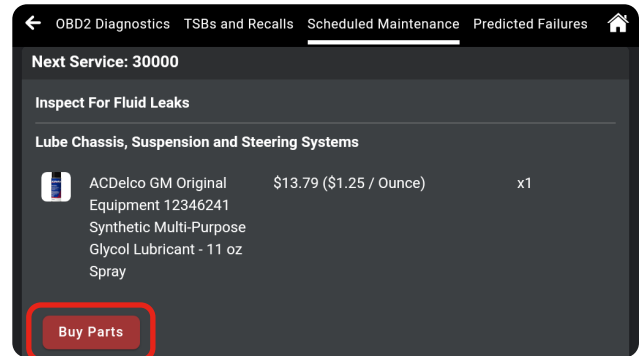 OBD2 Diagnostics TSBs and Recalls Scheduled Maintenance Predicted Failures
Next Service: 30000
Inspect For Fluid Leaks
Lube Chassis, Suspension and Steering Systems
ACDelco GM Original $13.79 ($1.25 / Ounce) x1
Equipment 12346241
Synthetic Multi-Purpose
Glycol Lubricant - 11 oz
Spray
Buy Parts